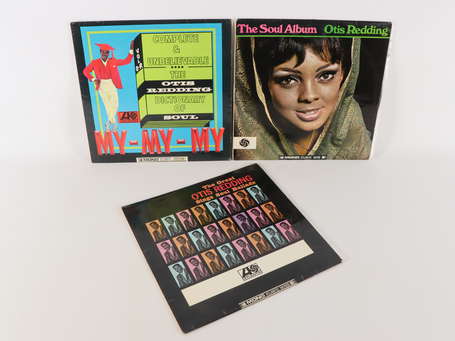 COMPLETE
&
UNBELIEVABLE
THE
OTIS
REDDING
DICTIONARY
OF
SOUL
MY-MY-MY
The Soul Album Otis Redding
The Great
OTIS REDDING
Sings Soul Ballads